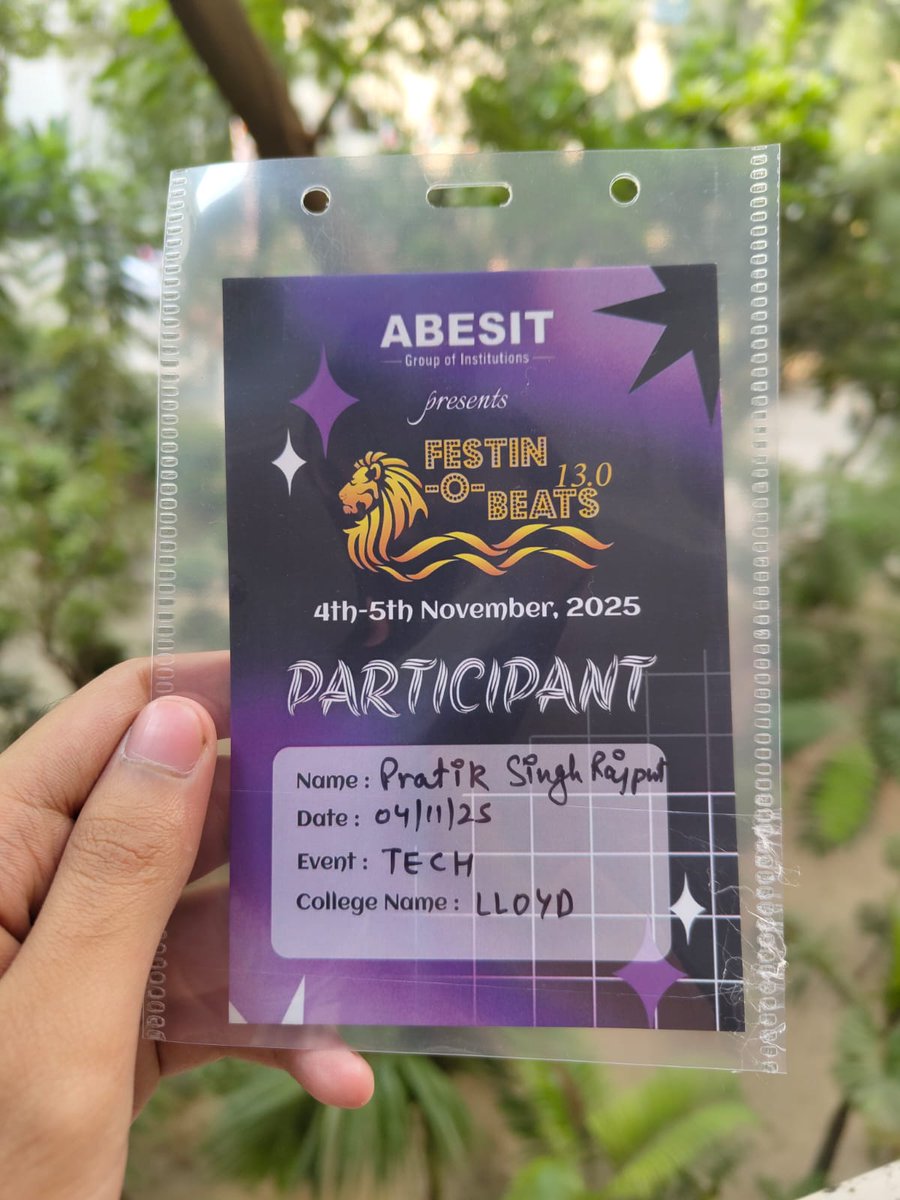 ABESIT
Group of Institutions
presents
FESTIN
-O- 13.0
BEATS
4th-5th November, 2025
PARTICIPANT
Name : Pratik Singh Rajput
Date : 04/11/25
Event : TECH
College Name : LLOYD